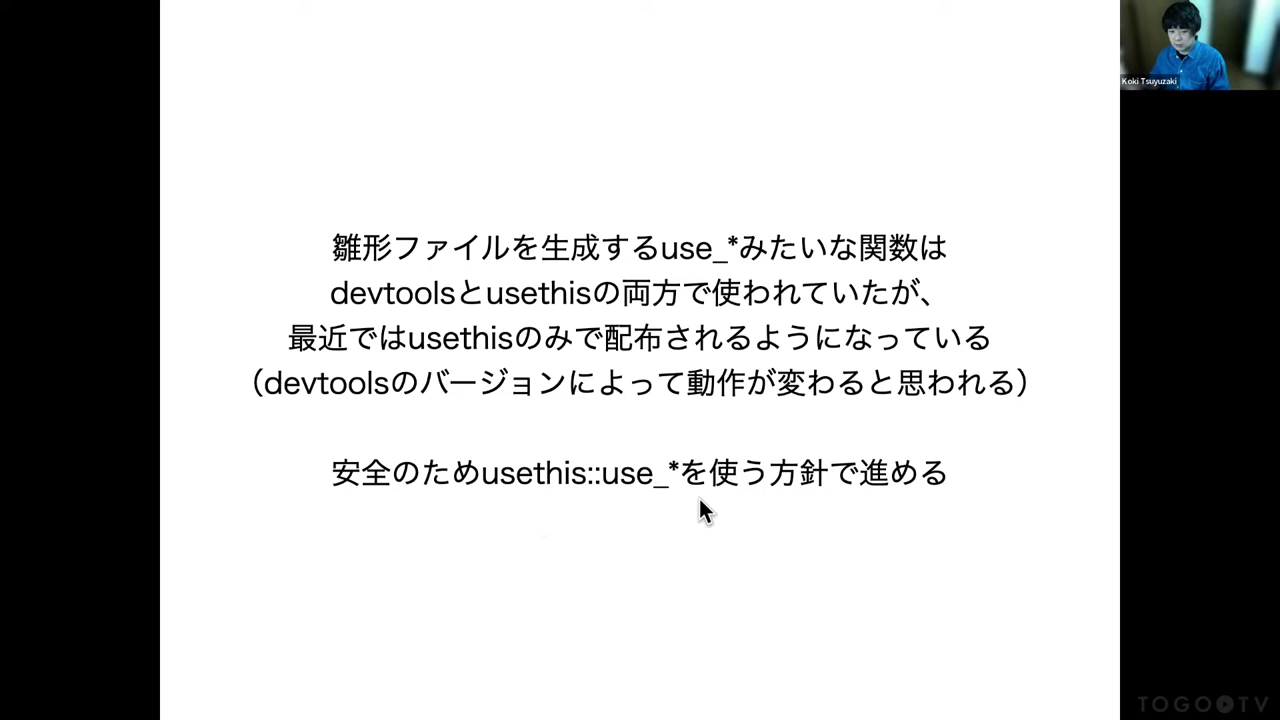 Koki Tsuyuzaki
雛形ファイルを生成するuse_*みたいな関数は
devtoolsとusethisの両方で使われていたが、
最近ではusethisのみで配布されるようになっている
（devtoolsのバージョンによって動作が変わると思われる）
安全のためusethis::use_*を使う方針で進める
TOGOTV